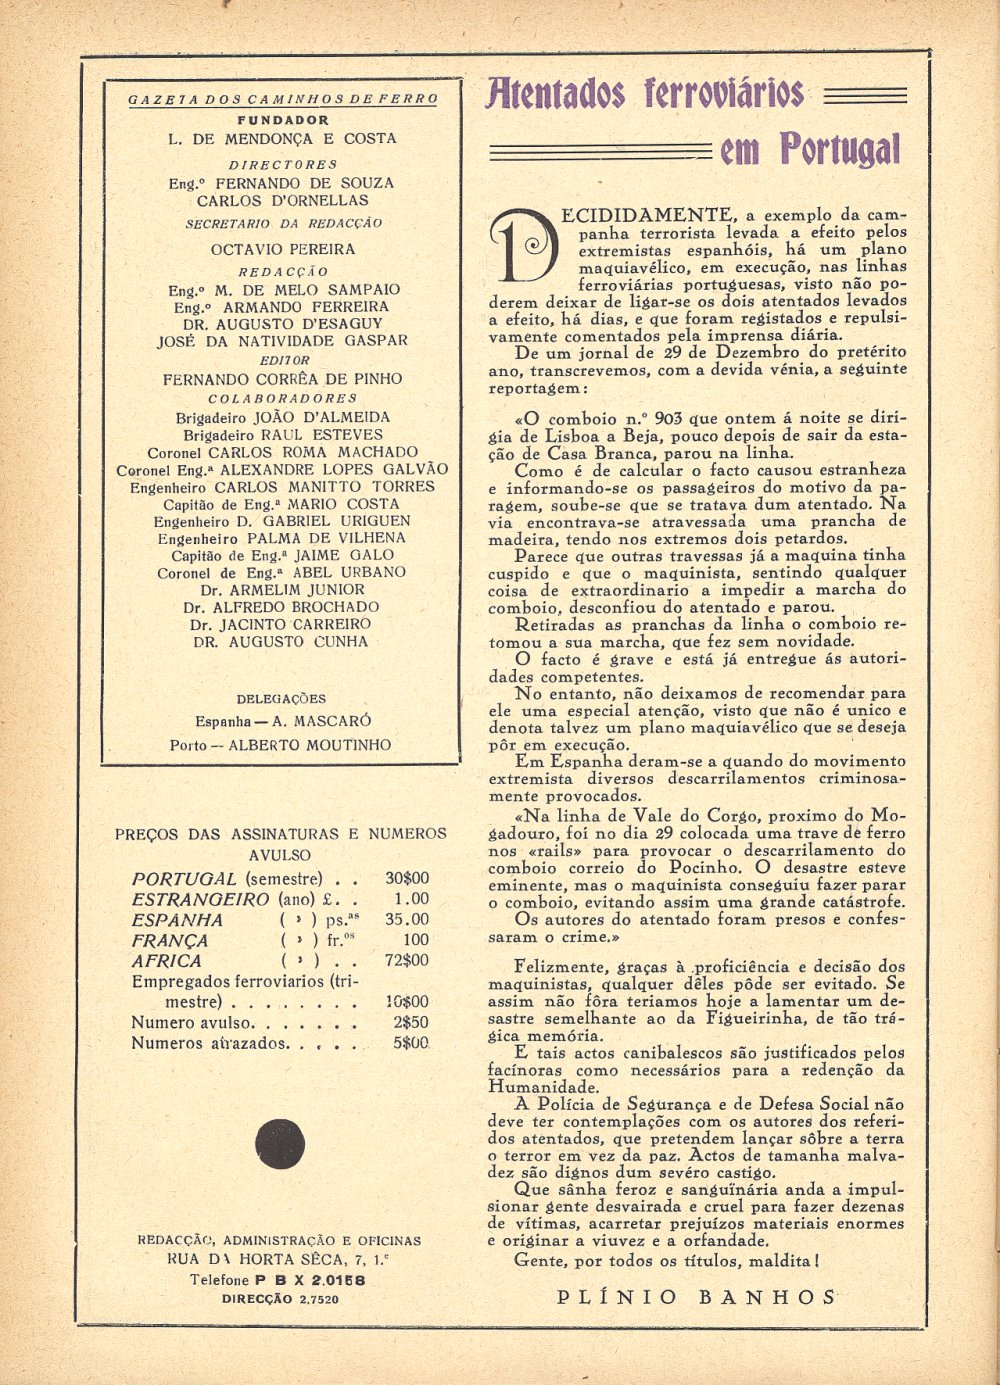 GAZETA DOS CAMINHOS DE FERRO
FUNDADOR
L. DE MENDONÇA E COSTA
DIRECTORES
Eng.º FERNANDO DE SOUZA
CARLOS D'ORNELLAS
SECRETARIO DA REDACÇÃO
OCTAVIO PEREIRA
REDACÇÃO
Eng.º M. DE MELO SAMPAIO
Eng.º ARMANDO FERREIRA
DR. AUGUSTO D'ESAGUY
JOSÉ DA NATIVIDADE GASPAR
EDITOR
FERNANDO CORRÊA DE PINHO
COLABORADORES
Brigadeiro JOÃO D'ALMEIDA
Brigadeiro RAUL ESTEVES
Coronel CARLOS ROMA MACHADO
Coronel Eng.ª ALEXANDRE LOPES GALVÃO
Engenheiro CARLOS MANITTO TORRES
Capitão de Eng.ª MARIO COSTA
Engenheiro D. GABRIEL URIGUEN
Engenheiro PALMA DE VILHENA
Capitão de Eng.ª JAIME GALO
Coronel de Eng.ª ABEL URBANO
Dr. ARMELIM JUNIOR
Dr. ALFREDO BROCHADO
Dr. JACINTO CARREIRO
DR. AUGUSTO CUNHA
DELEGAÇÕES
Espanha — A. MASCARÓ
Porto — ALBERTO MOUTINHO
PREÇOS DAS ASSINATURAS E NUMEROS
AVULSO
PORTUGAL (semestre) . . 30$00
ESTRANGEIRO (ano) £. . 1.00
ESPANHA ( » ) ps.as 35.00
FRANÇA ( » ) fr.os 100
AFRICA ( » ) . . 72$00
Empregados ferroviarios (tri-
mestre) . . . . . . . . 10$00
Numero avulso. . . . . . . 2$50
Numeros atrazados. . . . . 5$00
REDACÇÃO, ADMINISTRAÇÃO E OFICINAS
RUA DA HORTA SÊCA, 7, 1.º
Telefone P B X 2.0158
DIRECÇÃO 2.7520
Atentados ferroviários
em Portugal
DECIDIDAMENTE, a exemplo da cam-
panha terrorista levada a efeito pelos
extremistas espanhóis, há um plano
maquiavélico, em execução, nas linhas
ferroviárias portuguesas, visto não po-
derem deixar de ligar-se os dois atentados levados
a efeito, há dias, e que foram registados e repulsi-
vamente comentados pela imprensa diária.
De um jornal de 29 de Dezembro do pretérito
ano, transcrevemos, com a devida vénia, a seguinte
reportagem:
«O comboio n.º 903 que ontem á noite se diri-
gia de Lisboa a Beja, pouco depois de sair da esta-
ção de Casa Branca, parou na linha.
Como é de calcular o facto causou estranheza
e informando-se os passageiros do motivo da pa-
ragem, soube-se que se tratava dum atentado. Na
via encontrava-se atravessada uma prancha de
madeira, tendo nos extremos dois petardos.
Parece que outras travessas já a maquina tinha
cuspido e que o maquinista, sentindo qualquer
coisa de extraordinario a impedir a marcha do
comboio, desconfiou do atentado e parou.
Retiradas as pranchas da linha o comboio re-
tomou a sua marcha, que fez sem novidade.
O facto é grave e está já entregue ás autori-
dades competentes.
No entanto, não deixamos de recomendar para
ele uma especial atenção, visto que não é unico e
denota talvez um plano maquiavélico que se deseja
pôr em execução.
Em Espanha deram-se a quando do movimento
extremista diversos descarrilamentos criminosa-
mente provocados.
«Na linha de Vale do Corgo, proximo do Mo-
gadouro, foi no dia 29 colocada uma trave de ferro
nos «rails» para provocar o descarrilamento do
comboio correio do Pocinho. O desastre esteve
eminente, mas o maquinista conseguiu fazer parar
o comboio, evitando assim uma grande catástrofe.
Os autores do atentado foram presos e confes-
saram o crime.»
Felizmente, graças à proficiência e decisão dos
maquinistas, qualquer dêles pôde ser evitado. Se
assim não fôra teriamos hoje a lamentar um de-
sastre semelhante ao da Figueirinha, de tão trá-
gica memória.
E tais actos canibalescos são justificados pelos
facínoras como necessários para a redenção da
Humanidade.
A Polícia de Segurança e de Defesa Social não
deve ter contemplações com os autores dos referi-
dos atentados, que pretendem lançar sôbre a terra
o terror em vez da paz. Actos de tamanha malva-
dez são dignos dum sevéro castigo.
Que sânha feroz e sanguïnária anda a impul-
sionar gente desvairada e cruel para fazer dezenas
de vítimas, acarretar prejuízos materiais enormes
e originar a viuvez e a orfandade.
Gente, por todos os títulos, maldita!
PLÍNIO BANHOS